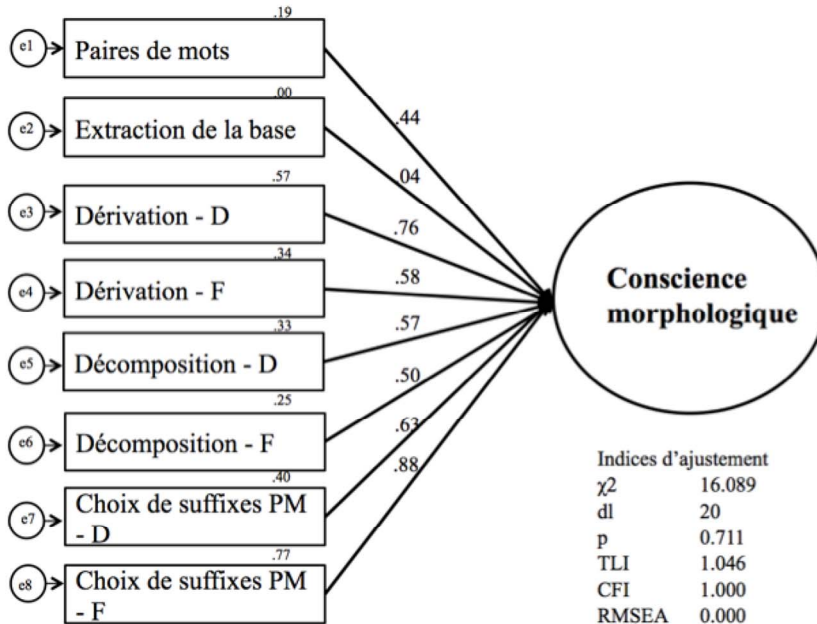 .19
e1
Paires de mots
.44
.00
e2
Extraction de la base
.04
.57
e3
Dérivation - D
.76
.34
e4
Dérivation - F
.58
.33
e5
Décomposition - D
.57
.25
e6
Décomposition - F
.50
.40
e7
Choix de suffixes PM
- D
.63
.77
e8
Choix de suffixes PM
- F
.88
Conscience
morphologique
Indices d'ajustement
χ2 16.089
dl 20
p 0.711
TLI 1.046
CFI 1.000
RMSEA 0.000